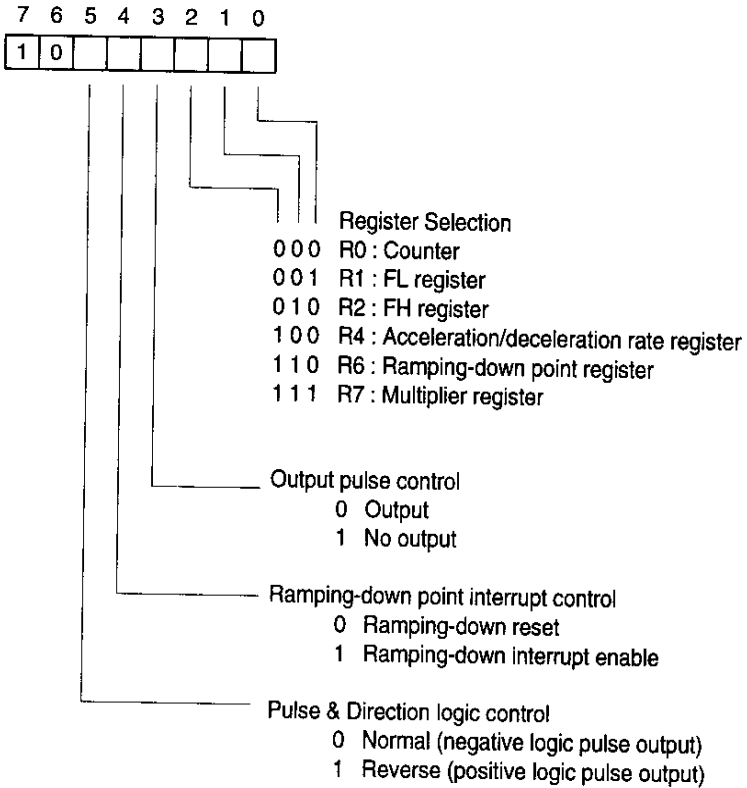 7 6 5 4 3 2 1 0
1 0
Register Selection
0 0 0 R0 : Counter
0 0 1 R1 : FL register
0 1 0 R2 : FH register
1 0 0 R4 : Acceleration/deceleration rate register
1 1 0 R6 : Ramping-down point register
1 1 1 R7 : Multiplier register
Output pulse control
0 Output
1 No output
Ramping-down point interrupt control
0 Ramping-down reset
1 Ramping-down interrupt enable
Pulse & Direction logic control
0 Normal (negative logic pulse output)
1 Reverse (positive logic pulse output)